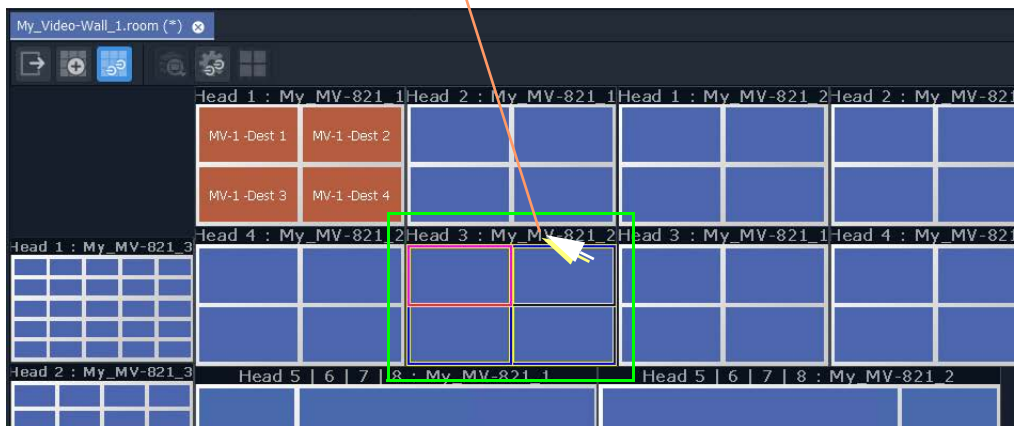 My_Video-Wall_1.room (*)
Head 1 : My_MV-821_1 Head 2 : My_MV-821_1 Head 1 : My_MV-821_2 Head 2 : My_MV-821
MV-1 -Dest 1 MV-1 -Dest 2
MV-1 -Dest 3 MV-1 -Dest 4
Head 4 : My_MV-821_2 Head 3 : My_MV-821_2 Head 3 : My_MV-821_1 Head 4 : My_MV-821
Head 1 : My_MV-821_3
Head 2 : My_MV-821_3
Head 5 | 6 | 7 | 8 : My_MV-821_1 Head 5 | 6 | 7 | 8 : My_MV-821_2